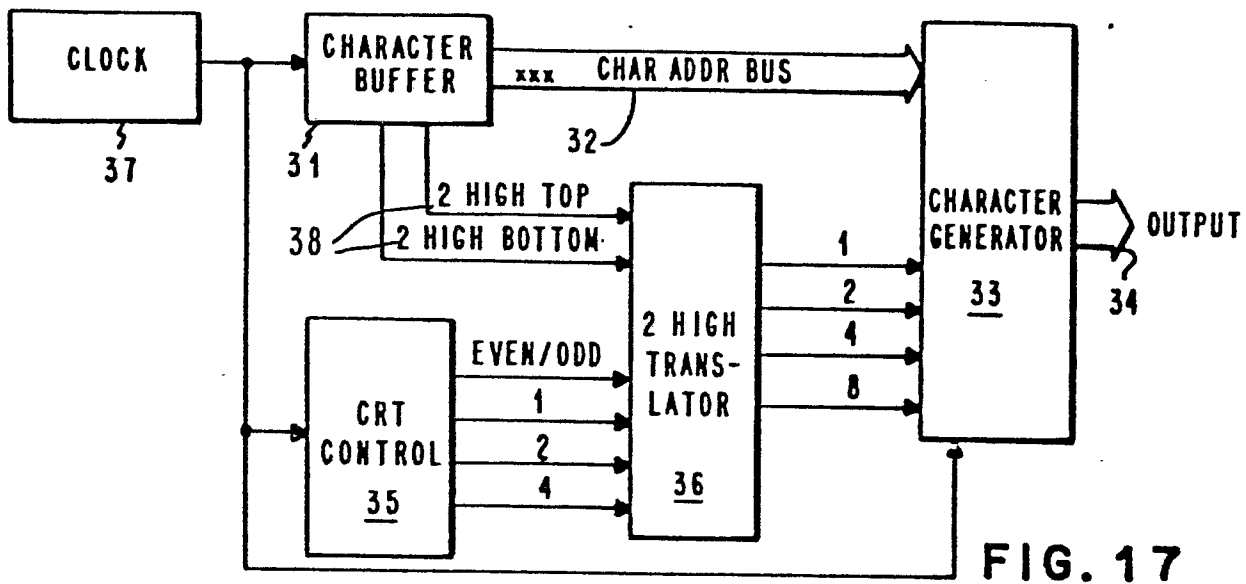 CLOCK
37
CHARACTER
BUFFER
31
xxx CHAR ADDR BUS
32
2 HIGH TOP
38
2 HIGH BOTTOM
CHARACTER
GENERATOR
33
OUTPUT
34
1
2
4
8
2 HIGH
TRANS-
LATOR
36
EVEN/ODD
1
2
4
CRT
CONTROL
35
FIG. 17